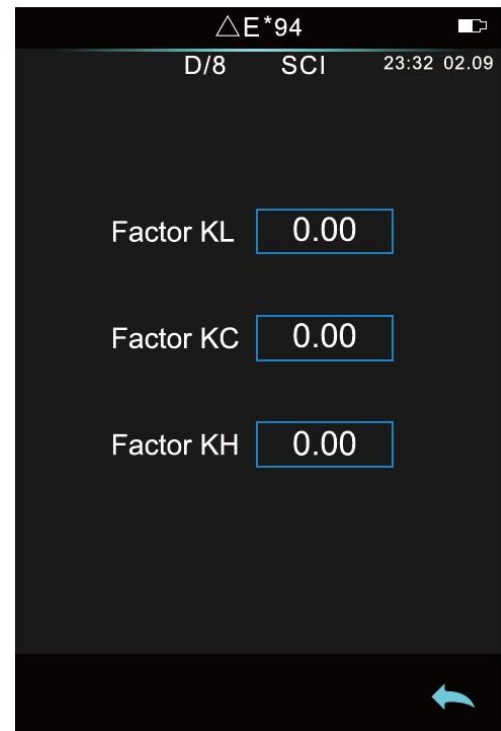 △E*94
D/8 SCI 23:32 02.09
Factor KL 0.00
Factor KC 0.00
Factor KH 0.00